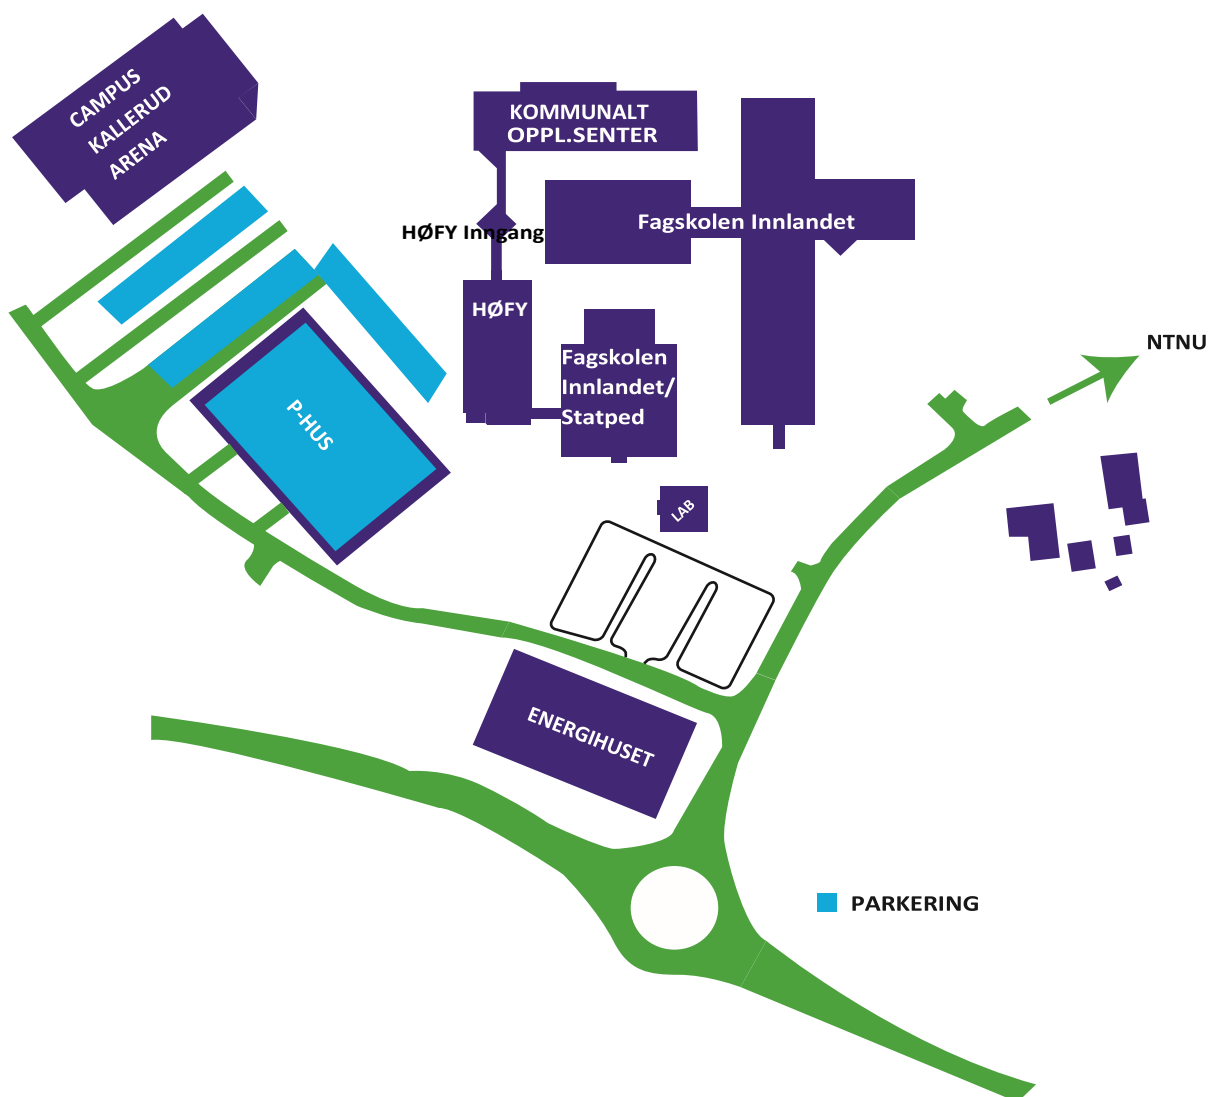 CAMPUS
KALLERUD
ARENA
KOMMUNALT
OPPL.SENTER
Fagskolen Innlandet
HØFY Inngang
HØFY
Fagskolen
Innlandet/
Statped
NTNU
P-HUS
LAB
ENERGIHUSET
PARKERING